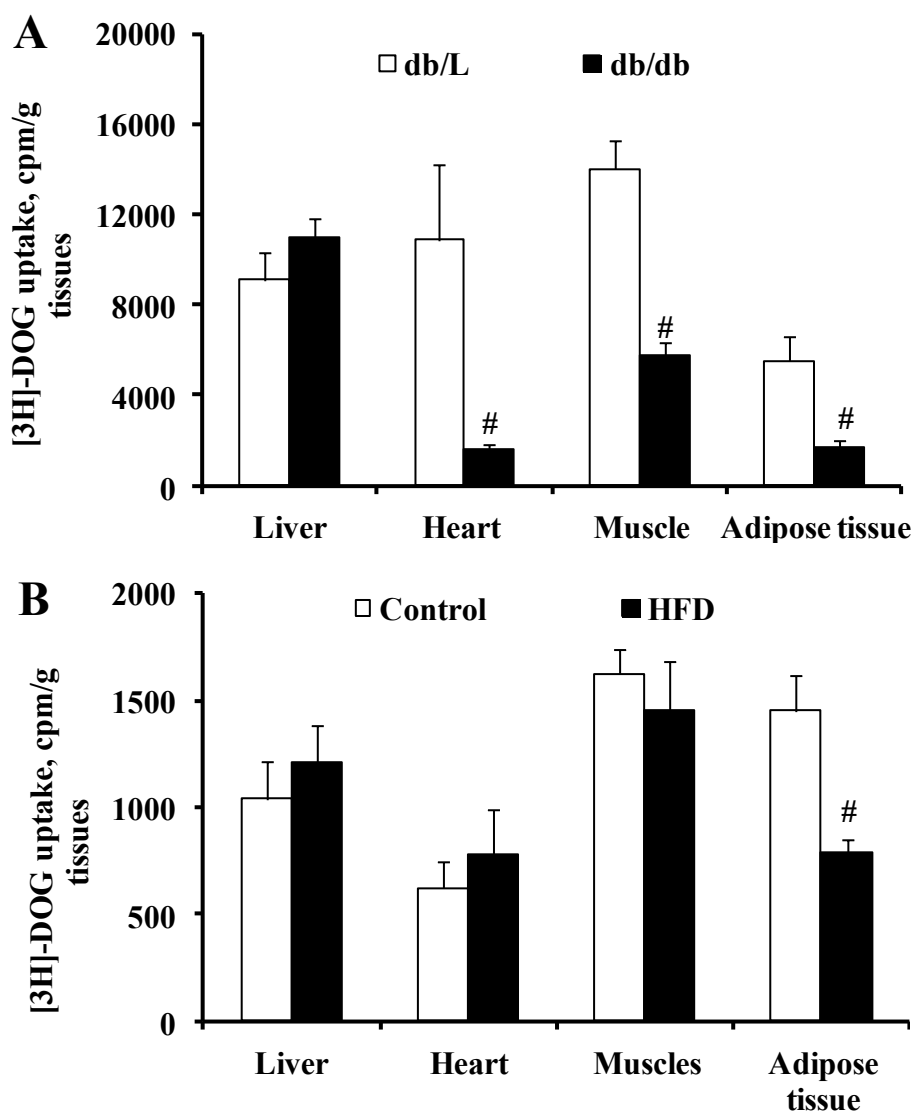 A
20000
16000
12000
8000
4000
0
[3H]-DOG uptake, cpm/g
tissues
db/L db/db
#
#
#
Liver Heart Muscle Adipose tissue
B
2000
1500
1000
500
0
[3H]-DOG uptake, cpm/g
tissues
Control HFD
#
Liver Heart Muscles Adipose
tissue